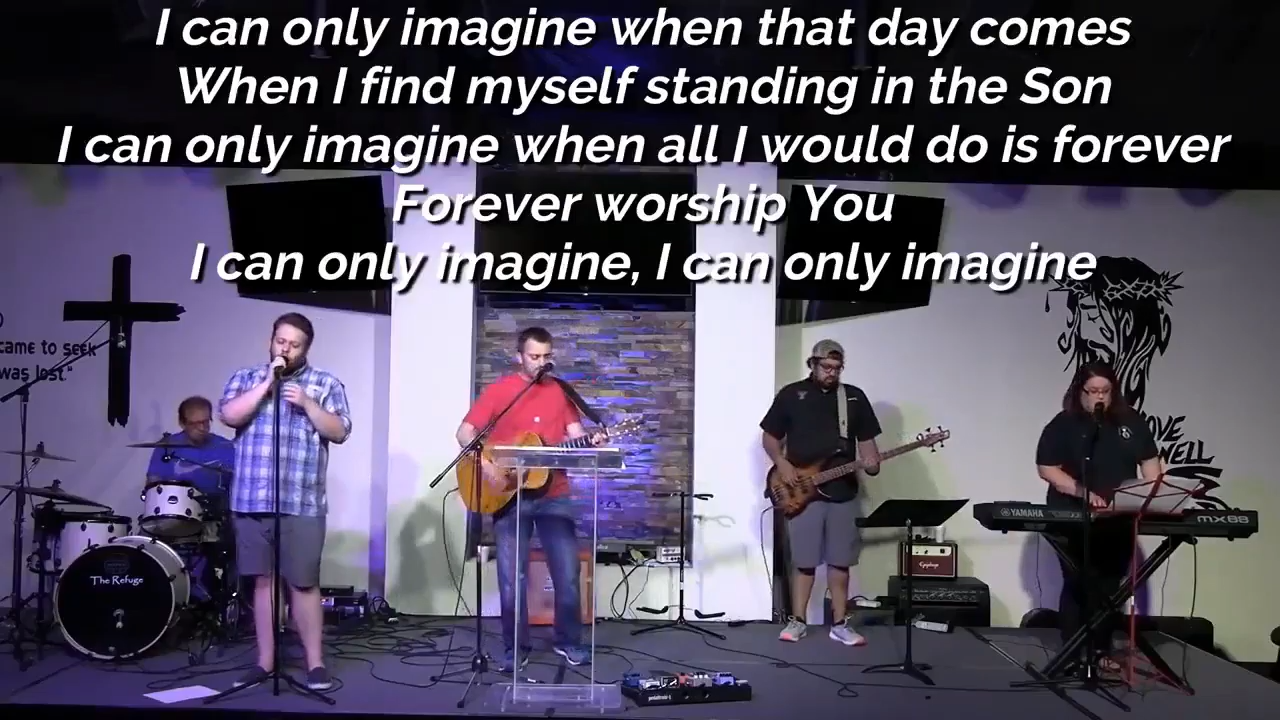 I can only imagine when that day comes
When I find myself standing in the Son
I can only imagine when all I would do is forever
Forever worship You
I can only imagine, I can only imagine
came to seek
was lost."
The Refuge
Epiphone
YAMAHA
MX88